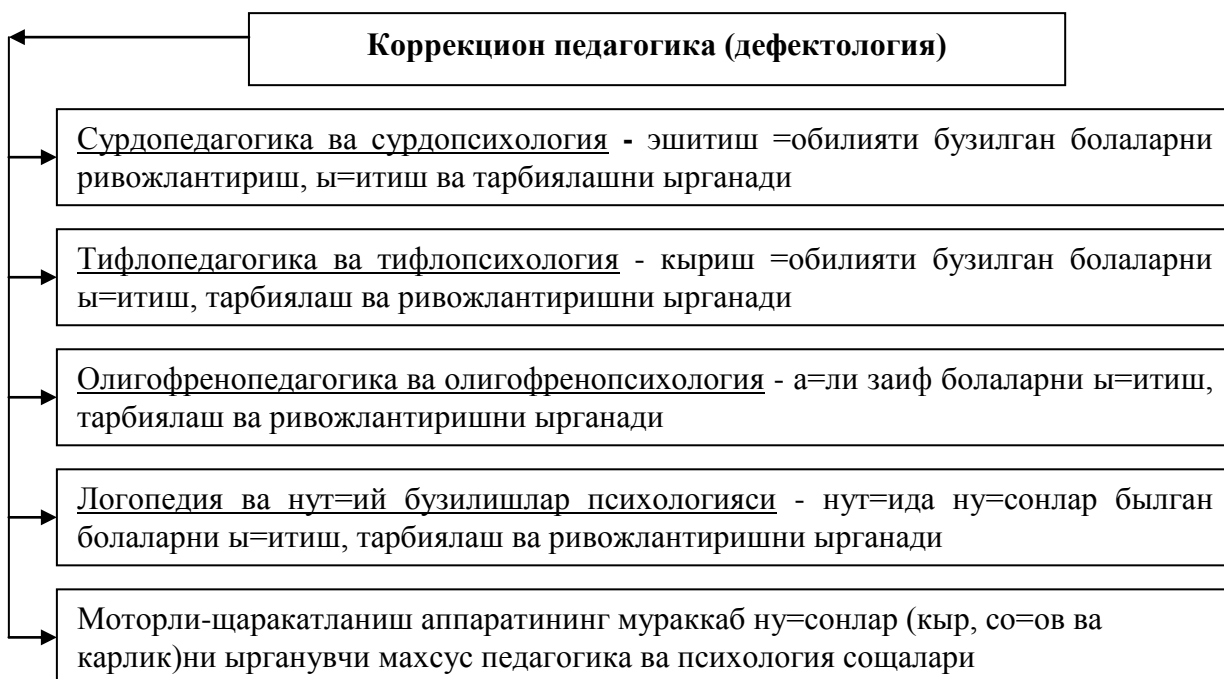 Коррекцион педагогика (дефектология)
Сурдопедагогика ва сурдопсихология - эшитиш =обилияти бузилган болаларни
ривожлантириш, ы=итиш ва тарбиялашни ырганади
Тифлопедагогика ва тифлопсихология - кыриш =обилияти бузилган болаларни
ы=итиш, тарбиялаш ва ривожлантиришни ырганади
Олигофренопедагогика ва олигофренопсихология - а=ли заиф болаларни ы=итиш,
тарбиялаш ва ривожлантиришни ырганади
Логопедия ва нут=ий бузилишлар психологияси - нут=ида ну=сонлар былган
болаларни ы=итиш, тарбиялаш ва ривожлантиришни ырганади
Моторли-щаракатланиш аппаратининг мураккаб ну=сонлар (кыр, со=ов ва
карлик)ни ырганувчи махсус педагогика ва психология сощалари